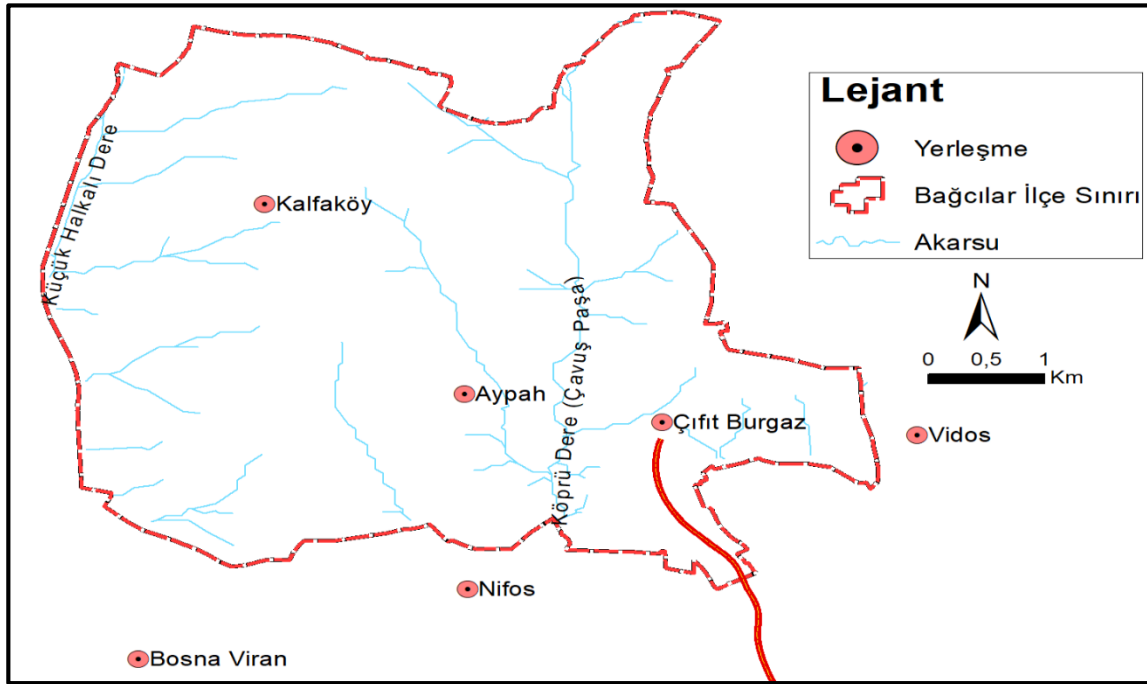 Lejant
Yerleşme
Bağcılar İlçe Sınırı
Akarsu
N
0 0,5 1
Km
Küçük Halkalı Dere
Kalfaköy
Köprü Dere (Çavuş Paşa)
Aypah
Çıfıt Burgaz
Vidos
Nifos
Bosna Viran